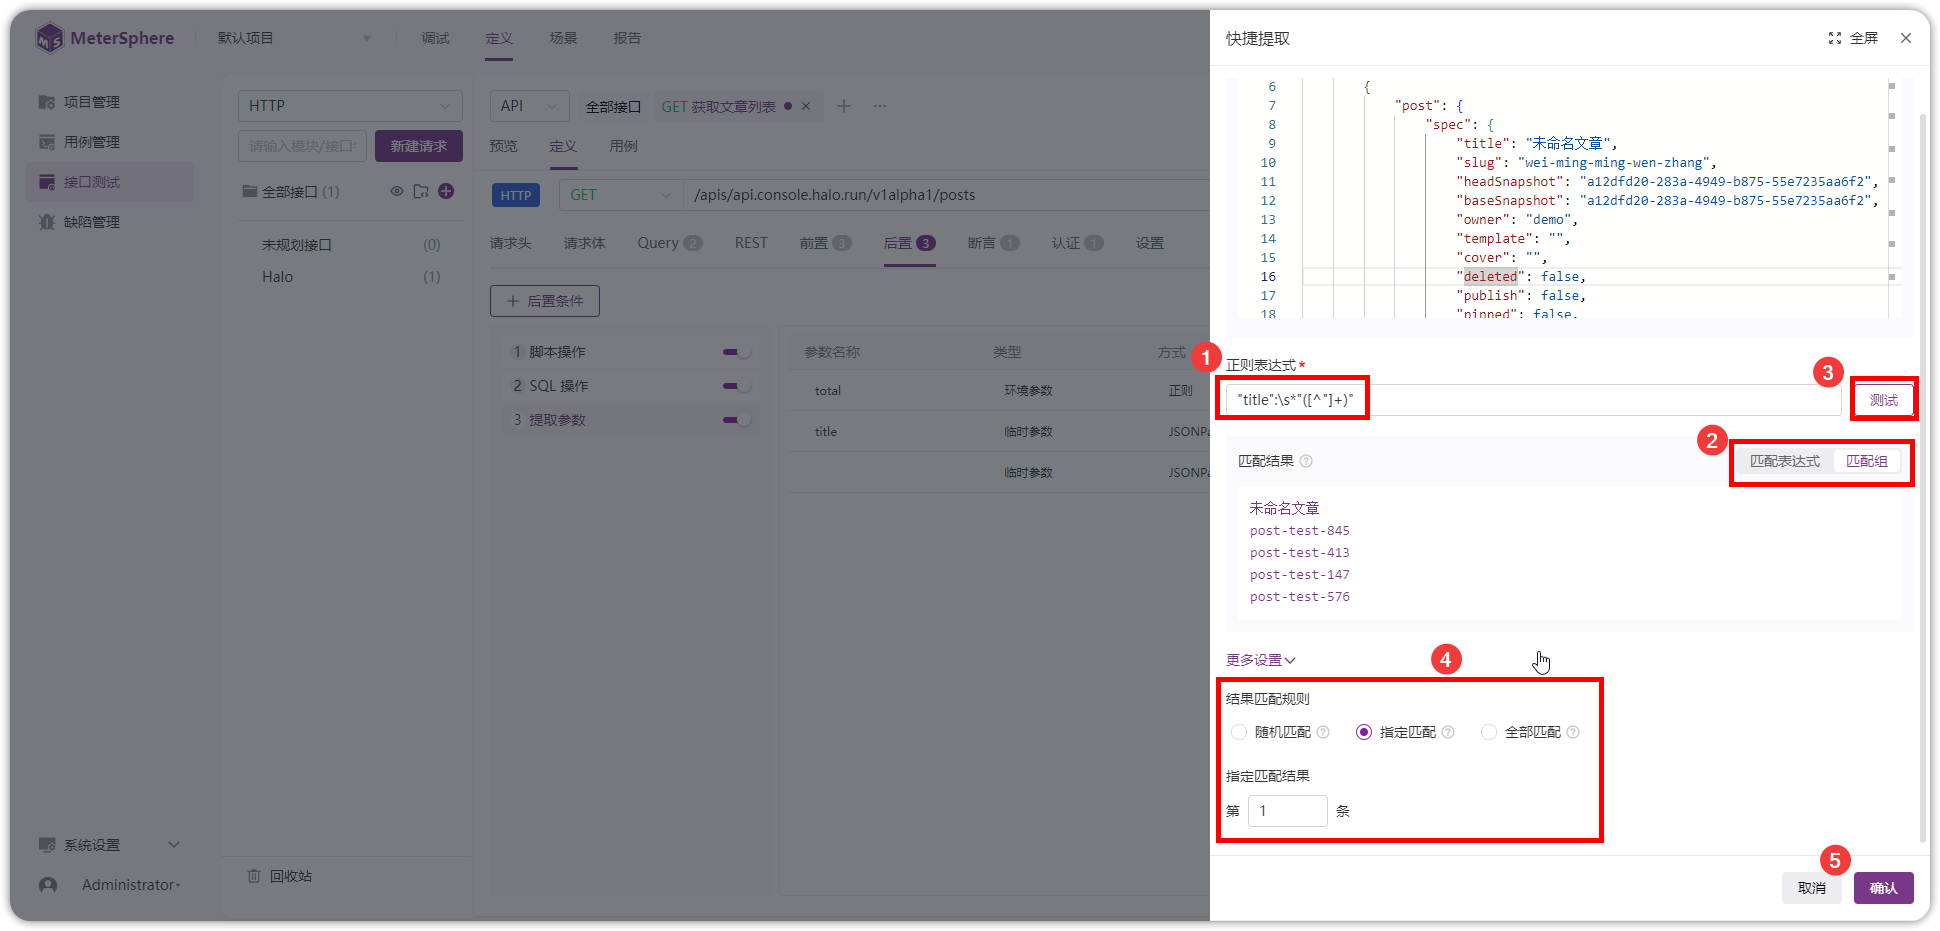 MeterSphere
默认项目
调试
定义
场景
报告
项目管理
用例管理
接口测试
缺陷管理
系统设置
Administrator
HTTP
请输入模块/接口
新建请求
全部接口 (1)
未规划接口 (0)
Halo (1)
回收站
API
全部接口
GET 获取文章列表
预览
定义
用例
HTTP
GET
/apis/api.console.halo.run/v1alpha1/posts
请求头
请求体
Query 2
REST
前置 3
后置 3
断言 1
认证 1
设置
后置条件
1 脚本操作
2 SQL 操作
3 提取参数
参数名称 类型 方式
total 环境参数 正则
title 临时参数 JSONPa
临时参数 JSONPa
快捷提取
全屏
6 {
7 "post": {
8 "spec": {
9 "title": "未命名文章",
10 "slug": "wei-ming-ming-wen-zhang",
11 "headSnapshot": "a12dfd20-283a-4949-b875-55e7235aa6f2",
12 "baseSnapshot": "a12dfd20-283a-4949-b875-55e7235aa6f2",
13 "owner": "demo",
14 "template": "",
15 "cover": "",
16 "deleted": false,
17 "publish": false,
18 "pinned": false,
1
正则表达式*
3
"title":\s*"([^"]+)"
测试
2
匹配结果
匹配表达式
匹配组
未命名文章
post-test-845
post-test-413
post-test-147
post-test-576
更多设置
4
结果匹配规则
随机匹配
指定匹配
全部匹配
指定匹配结果
第 1 条
5
取消
确认